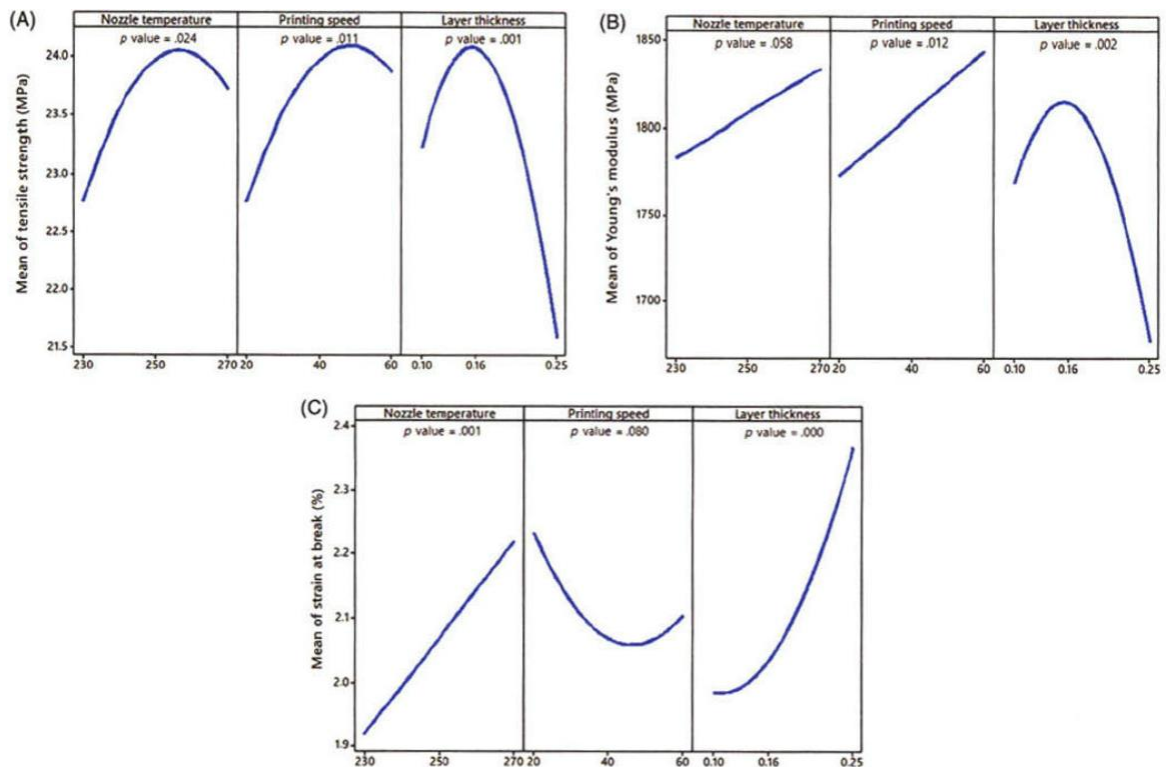 (A)
Nozzle temperature Printing speed Layer thickness
p value = .024 p value = .011 p value = .001
Mean of tensile strength (MPa)
24.0
23.5
23.0
22.5
22.0
21.5
230 250 270 20 40 60 0.10 0.16 0.25
(B)
Nozzle temperature Printing speed Layer thickness
p value = .058 p value = .012 p value = .002
Mean of Young's modulus (MPa)
1850
1800
1750
1700
230 250 270 20 40 60 0.10 0.16 0.25
(C)
Nozzle temperature Printing speed Layer thickness
p value = .001 p value = .080 p value = .000
Mean of strain at break (%)
2.4
2.3
2.2
2.1
2.0
1.9
230 250 270 20 40 60 0.10 0.16 0.25